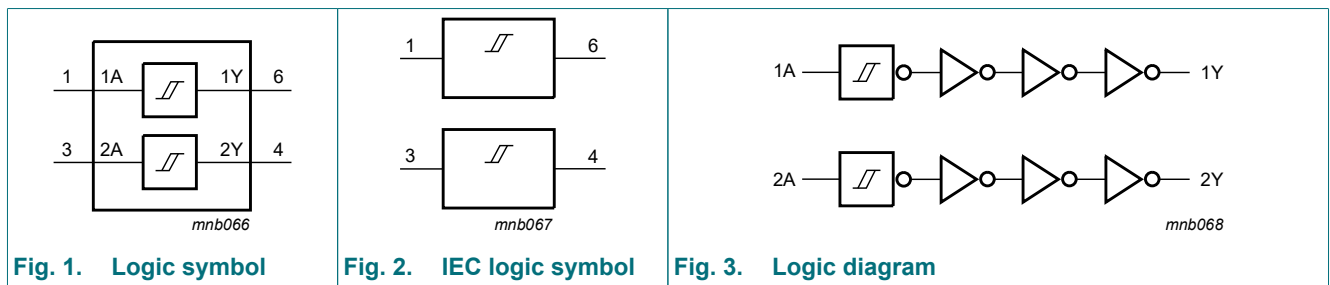 1 1A 1Y 6
3 2A 2Y 4
mnb066
Fig. 1. Logic symbol
1 6
3 4
mnb067
Fig. 2. IEC logic symbol
1A 1Y
2A 2Y
mnb068
Fig. 3. Logic diagram